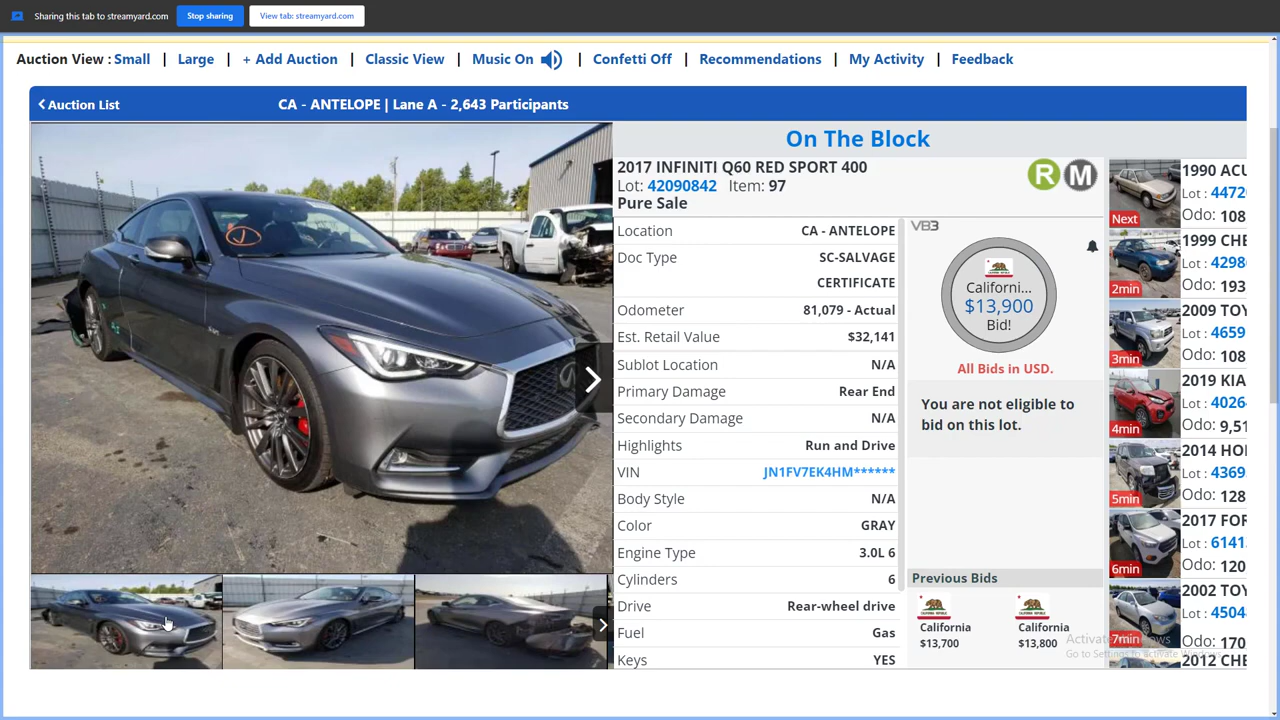 Sharing this tab to streamyard.com
Stop sharing
View tab: streamyard.com
Auction View : Small | Large | + Add Auction | Classic View | Music On | Confetti Off | Recommendations | My Activity | Feedback
Auction List
CA - ANTELOPE | Lane A - 2,643 Participants
On The Block
2017 INFINITI Q60 RED SPORT 400
Lot: 42090842 Item: 97
Pure Sale
R M
Location CA - ANTELOPE
Doc Type SC-SALVAGE
CERTIFICATE
Odometer 81,079 - Actual
Est. Retail Value $32,141
Sublot Location N/A
Primary Damage Rear End
Secondary Damage N/A
Highlights Run and Drive
VIN JN1FV7EK4HM******
Body Style N/A
Color GRAY
Engine Type 3.0L 6
Cylinders 6
Drive Rear-wheel drive
Fuel Gas
Keys YES
VB3
Californi...
$13,900
Bid!
All Bids in USD.
You are not eligible to
bid on this lot.
Previous Bids
California
$13,700
California
$13,800
1990 ACU
Lot : 4472
Odo: 108
Next
1999 CHE
Lot : 4298
Odo: 193
2min
2009 TOY
Lot : 4659
Odo: 108
3min
2019 KIA
Lot : 4026
Odo: 9,51
4min
2014 HO
Lot : 4369
Odo: 128
5min
2017 FOR
Lot : 6141
Odo: 120
6min
2002 TOY
Lot : 4504
Odo: 170
7min
2012 CHE
Activate Windows
Go to Settings to activate Windows.